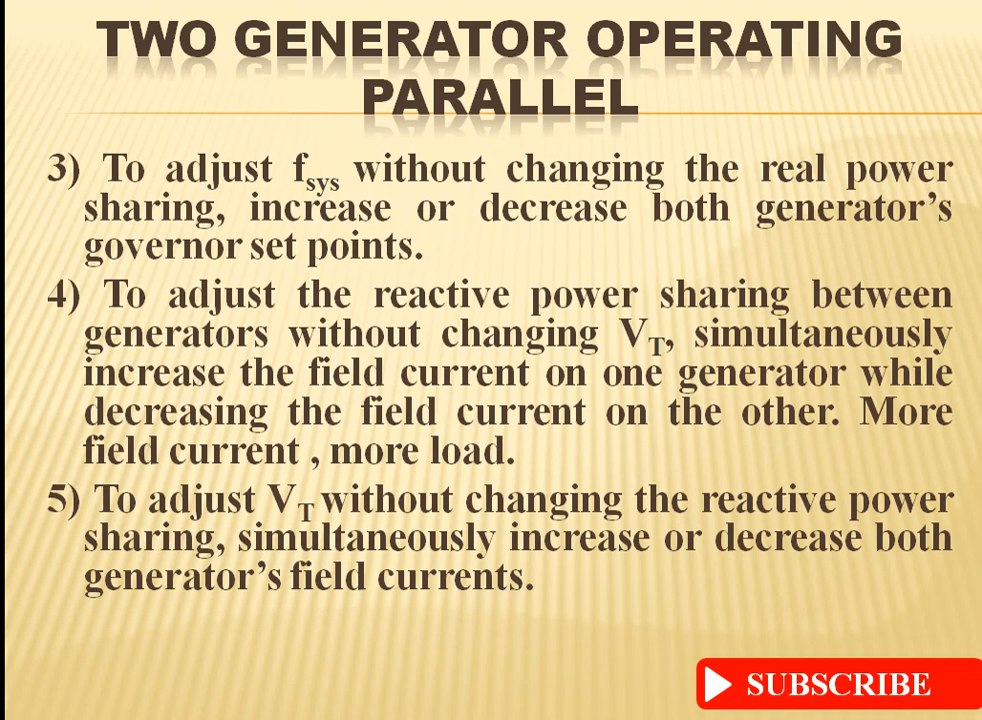 TWO GENERATOR OPERATING
PARALLEL
3) To adjust fsys without changing the real power
sharing, increase or decrease both generator's
governor set points.
4) To adjust the reactive power sharing between
generators without changing VT, simultaneously
increase the field current on one generator while
decreasing the field current on the other. More
field current , more load.
5) To adjust VT without changing the reactive power
sharing, simultaneously increase or decrease both
generator's field currents.
SUBSCRIBE